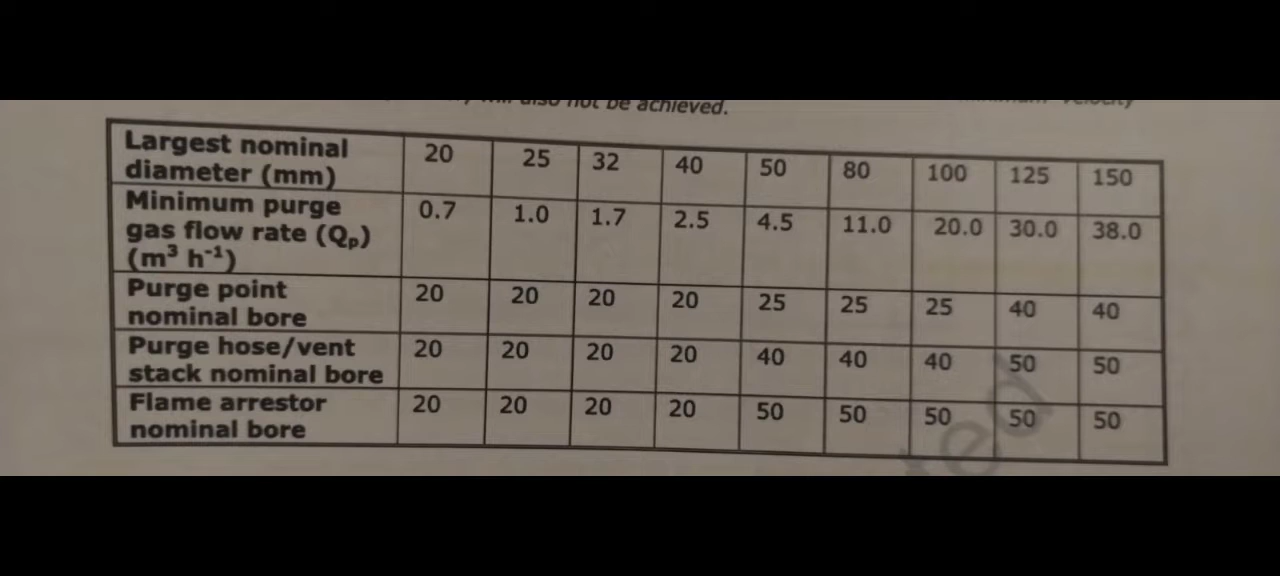 also not be achieved.
Largest nominal diameter (mm) 20 25 32 40 50 80 100 125 150
Minimum purge gas flow rate (Qp) (m³ h⁻¹) 0.7 1.0 1.7 2.5 4.5 11.0 20.0 30.0 38.0
Purge point nominal bore 20 20 20 20 25 25 25 40 40
Purge hose/vent stack nominal bore 20 20 20 20 40 40 40 50 50
Flame arrestor nominal bore 20 20 20 20 50 50 50 50 50